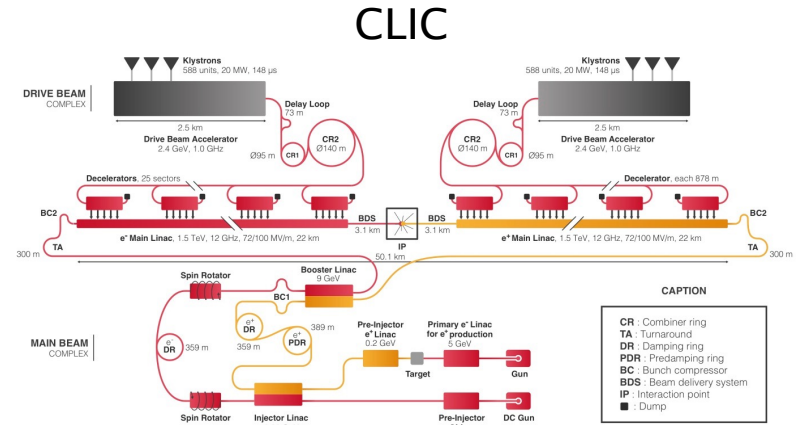 CLIC
Klystrons
588 units, 20 MW, 148 µs
Klystrons
588 units, 20 MW, 148 µs
DRIVE BEAM
COMPLEX
Delay Loop
73 m
Delay Loop
73 m
2.5 km
2.5 km
Drive Beam Accelerator
2.4 GeV, 1.0 GHz
Drive Beam Accelerator
2.4 GeV, 1.0 GHz
CR2
Ø140 m
CR1
Ø95 m
CR2
Ø140 m
CR1
Ø95 m
Decelerators, 25 sectors
Decelerator, each 878 m
BC2
BDS
3.1 km
BDS
3.1 km
BC2
e⁻ Main Linac, 1.5 TeV, 12 GHz, 72/100 MV/m, 22 km
IP
e⁺ Main Linac, 1.5 TeV, 12 GHz, 72/100 MV/m, 22 km
TA
300 m
TA
300 m
50.1 km
Spin Rotator
Booster Linac
9 GeV
BC1
CAPTION
CR : Combiner ring
TA : Turnaround
DR : Damping ring
PDR : Predamping ring
BC : Bunch compressor
BDS : Beam delivery system
IP : Interaction point
: Dump
MAIN BEAM
COMPLEX
e⁻
DR
359 m
e⁺
DR
359 m
e⁺
PDR
389 m
Pre-Injector
e⁺ Linac
0.2 GeV
Primary e⁻ Linac
for e⁺ production
5 GeV
Target
Gun
Spin Rotator
Injector Linac
Pre-Injector
DC Gun